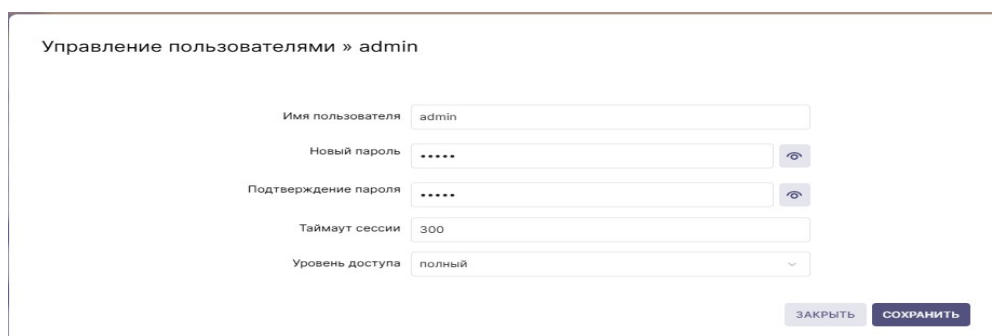 Управление пользователями » admin
Имя пользователя admin
Новый пароль •••••
Подтверждение пароля •••••
Таймаут сессии 300
Уровень доступа полный
ЗАКРЫТЬ СОХРАНИТЬ